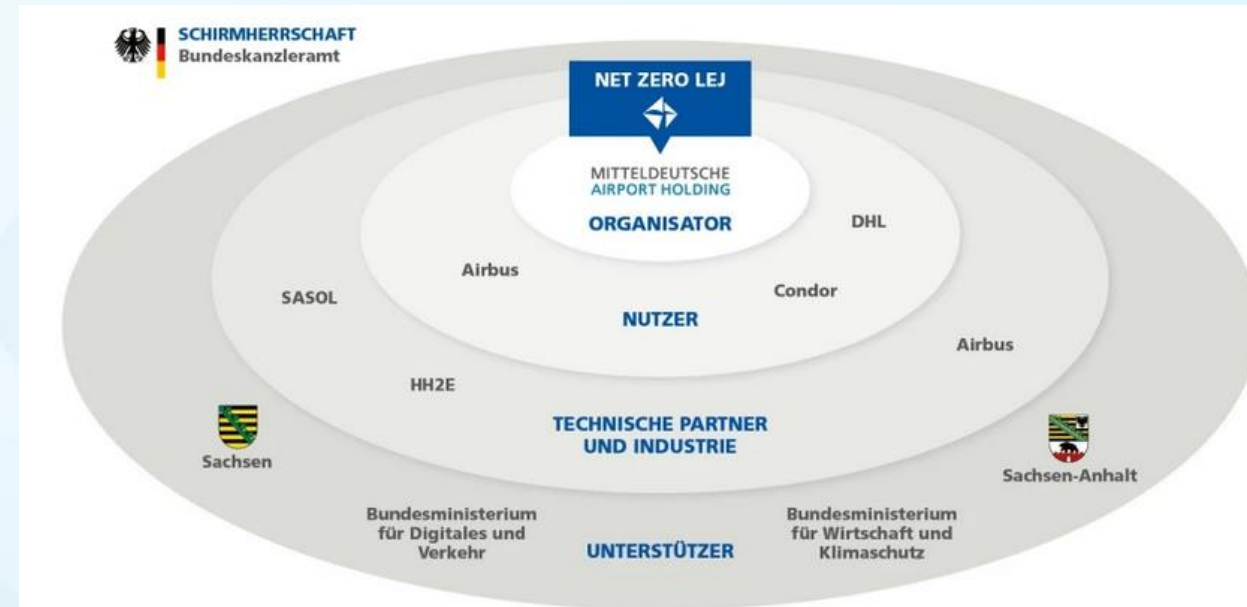 SCHIRMHERRSCHAFT
Bundeskanzleramt
NET ZERO LEJ
MITTELDEUTSCHE
AIRPORT HOLDING
ORGANISATOR
DHL
Airbus
Condor
NUTZER
SASOL
Airbus
HH2E
TECHNISCHE PARTNER
UND INDUSTRIE
Sachsen
Sachsen-Anhalt
Bundesministerium
für Digitales und
Verkehr
Bundesministerium
für Wirtschaft und
Klimaschutz
UNTERSTÜTZER